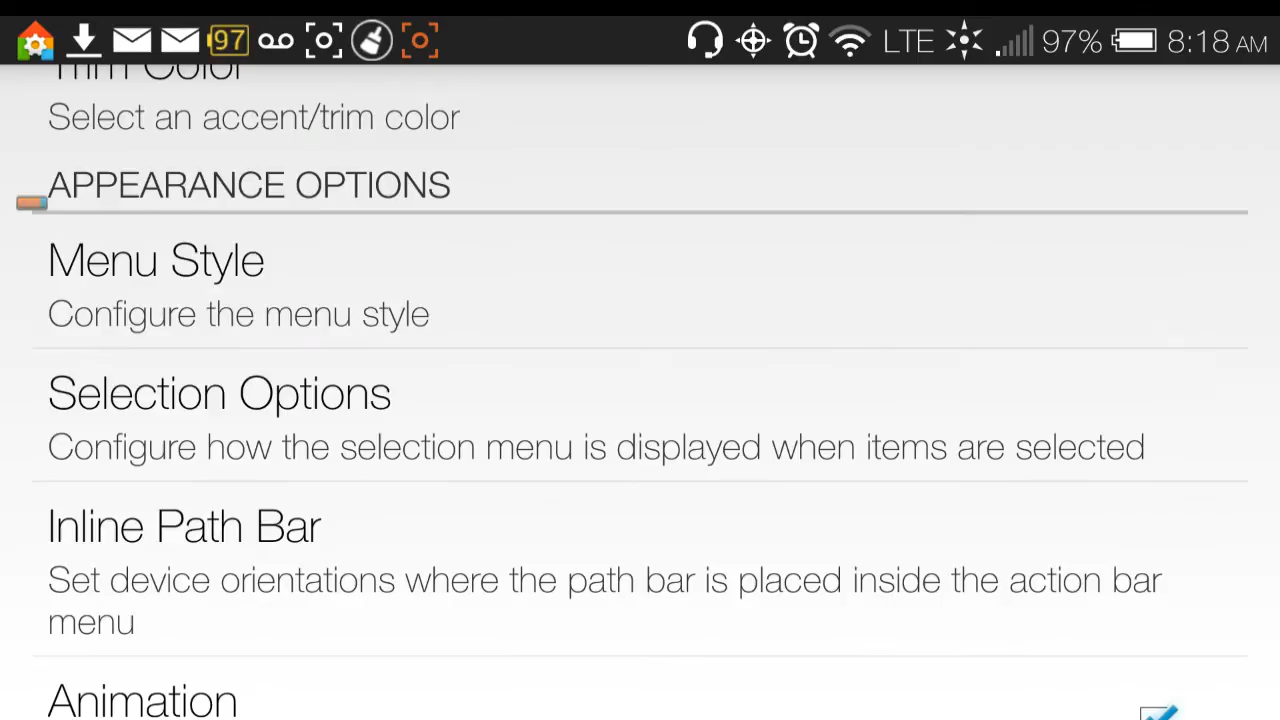 97 LTE 97% 8:18 AM
Trim Color
Select an accent/trim color
APPEARANCE OPTIONS
Menu Style
Configure the menu style
Selection Options
Configure how the selection menu is displayed when items are selected
Inline Path Bar
Set device orientations where the path bar is placed inside the action bar
menu
Animation